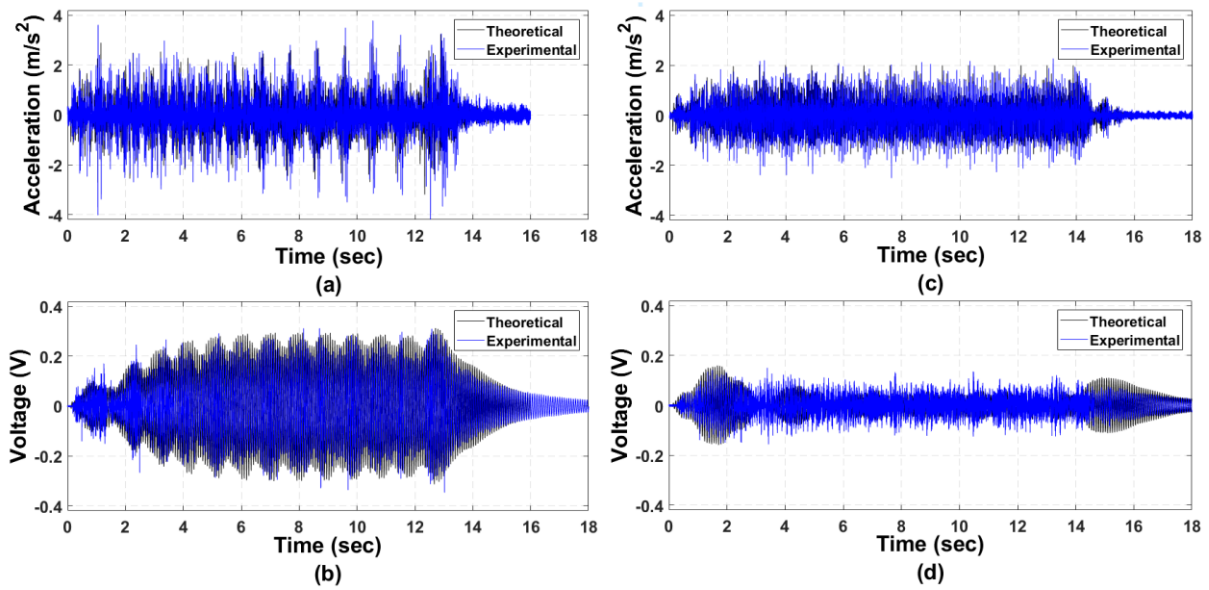 Acceleration (m/s²)
4
2
0
-2
-4
Theoretical
Experimental
0 2 4 6 8 10 12 14 16 18
Time (sec)
(a)
Voltage (V)
0.4
0.2
0
-0.2
-0.4
Theoretical
Experimental
0 2 4 6 8 10 12 14 16 18
Time (sec)
(b)
Acceleration (m/s²)
4
2
0
-2
-4
Theoretical
Experimental
0 2 4 6 8 10 12 14 16 18
Time (sec)
(c)
Voltage (V)
0.4
0.2
0
-0.2
-0.4
Theoretical
Experimental
0 2 4 6 8 10 12 14 16 18
Time (sec)
(d)